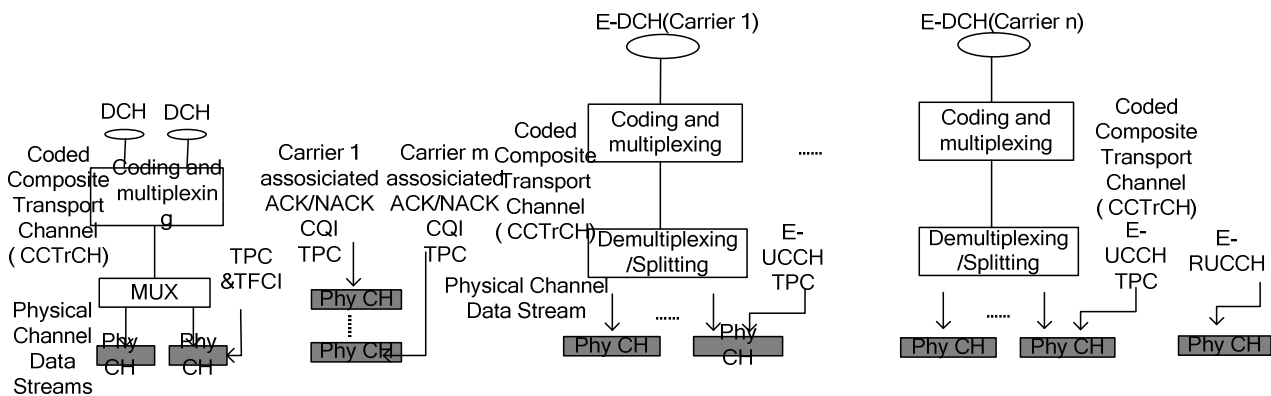 DCH
DCH
Coded
Composite
Transport
Channel
( CCTrCH)
Coding and
multiplexin
g
MUX
TPC
&TFCI
Physical
Channel
Data
Streams
Phy
CH
Phy
CH
Carrier 1
assosiciated
ACK/NACK
CQI
TPC
Carrier m
assosiciated
ACK/NACK
CQI
TPC
Phy CH
Phy CH
E-DCH(Carrier 1)
Coding and
multiplexing
Coded
Composite
Transport
Channel
( CCTrCH)
Demultiplexing
/Splitting
Physical Channel
Data Stream
E-
UCCH
TPC
......
Phy CH
Phy
CH
......
E-DCH(Carrier n)
Coding and
multiplexing
Coded
Composite
Transport
Channel
( CCTrCH)
Demultiplexing
/Splitting
E-
UCCH
TPC
......
Phy CH
Phy CH
E-
RUCCH
Phy CH